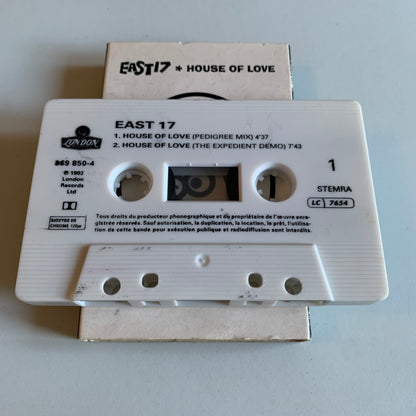 EAST 17 * HOUSE OF LOVE
EAST 17
1. HOUSE OF LOVE (PEDIGREE MIX) 4'37
2. HOUSE OF LOVE (THE EXPEDIENT DEMO) 7'43
LONDON
869 850-4
℗ 1992
London
Records
Ltd
1
STEMRA
LC 7654
BIOXYDE DE
CHROME 120µs
Tous droits du producteur phonographique et du propriétaire de l'œuvre enre-
gistrée réservés. Sauf autorisation, la duplication, la location, le prêt, l'utilisa-
tion de cette bande pour exécution publique et radiodiffusion sont interdits.